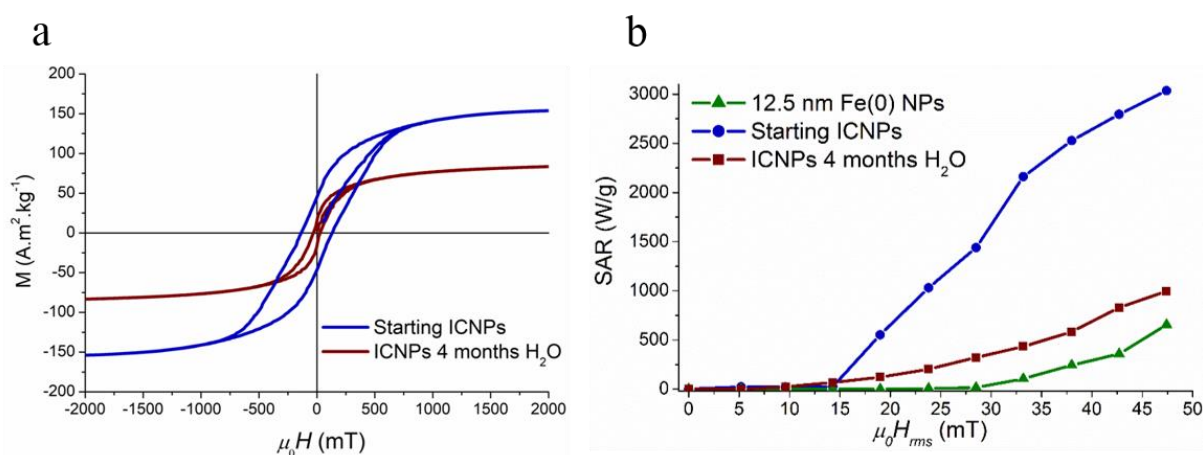 a
200
150
100
50
0
-50
-100
-150
-200
M (A.m².kg⁻¹)
Starting ICNPs
ICNPs 4 months H₂O
-2000 -1500 -1000 -500 0 500 1000 1500 2000
μ₀H (mT)
b
3000
2500
2000
1500
1000
500
0
SAR (W/g)
12.5 nm Fe(0) NPs
Starting ICNPs
ICNPs 4 months H₂O
0 5 10 15 20 25 30 35 40 45 50
μ₀Hᵣₘₛ (mT)